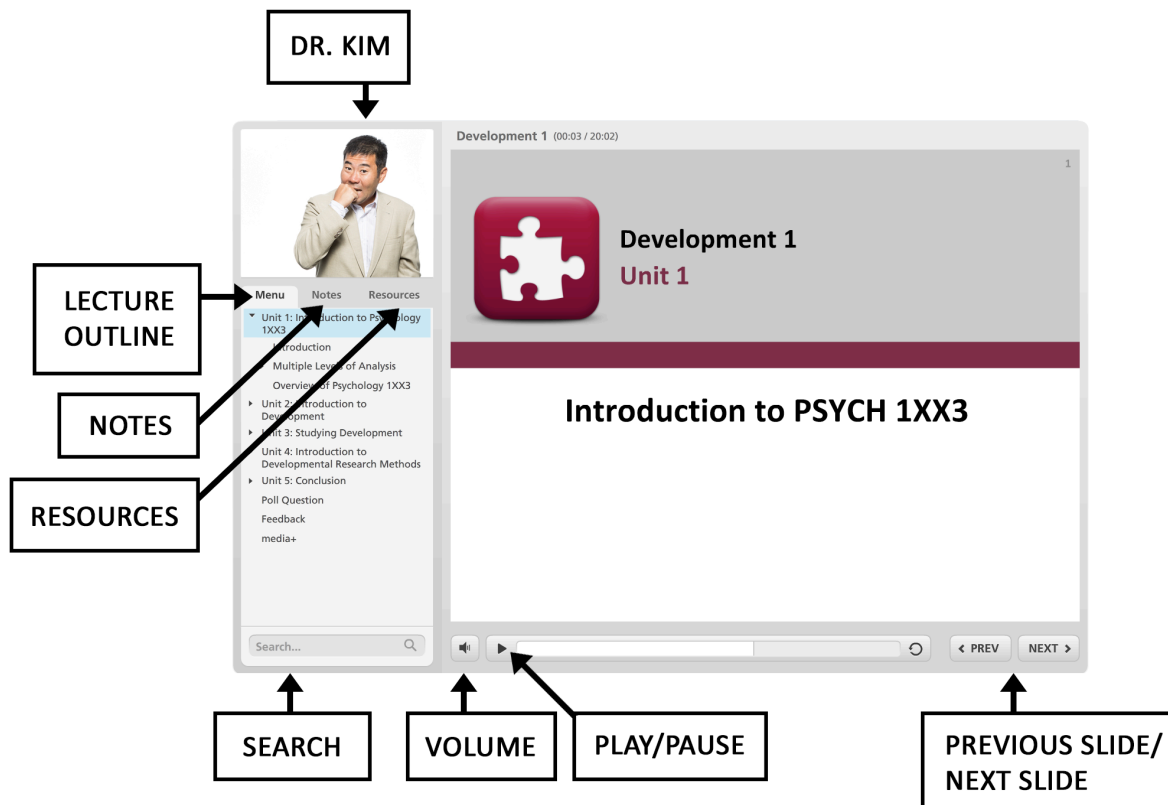 DR. KIM
Development 1 (00:03 / 20:02)
1
Development 1
Unit 1
LECTURE
OUTLINE
Menu Notes Resources
Unit 1: Introduction to Psychology
1XX3
Introduction
Multiple Levels of Analysis
Overview of Psychology 1XX3
Unit 2: Introduction to
Development
Unit 3: Studying Development
Unit 4: Introduction to
Developmental Research Methods
Unit 5: Conclusion
Poll Question
Feedback
media+
NOTES
RESOURCES
Introduction to PSYCH 1XX3
Search...
< PREV
NEXT >
SEARCH
VOLUME
PLAY/PAUSE
PREVIOUS SLIDE/
NEXT SLIDE